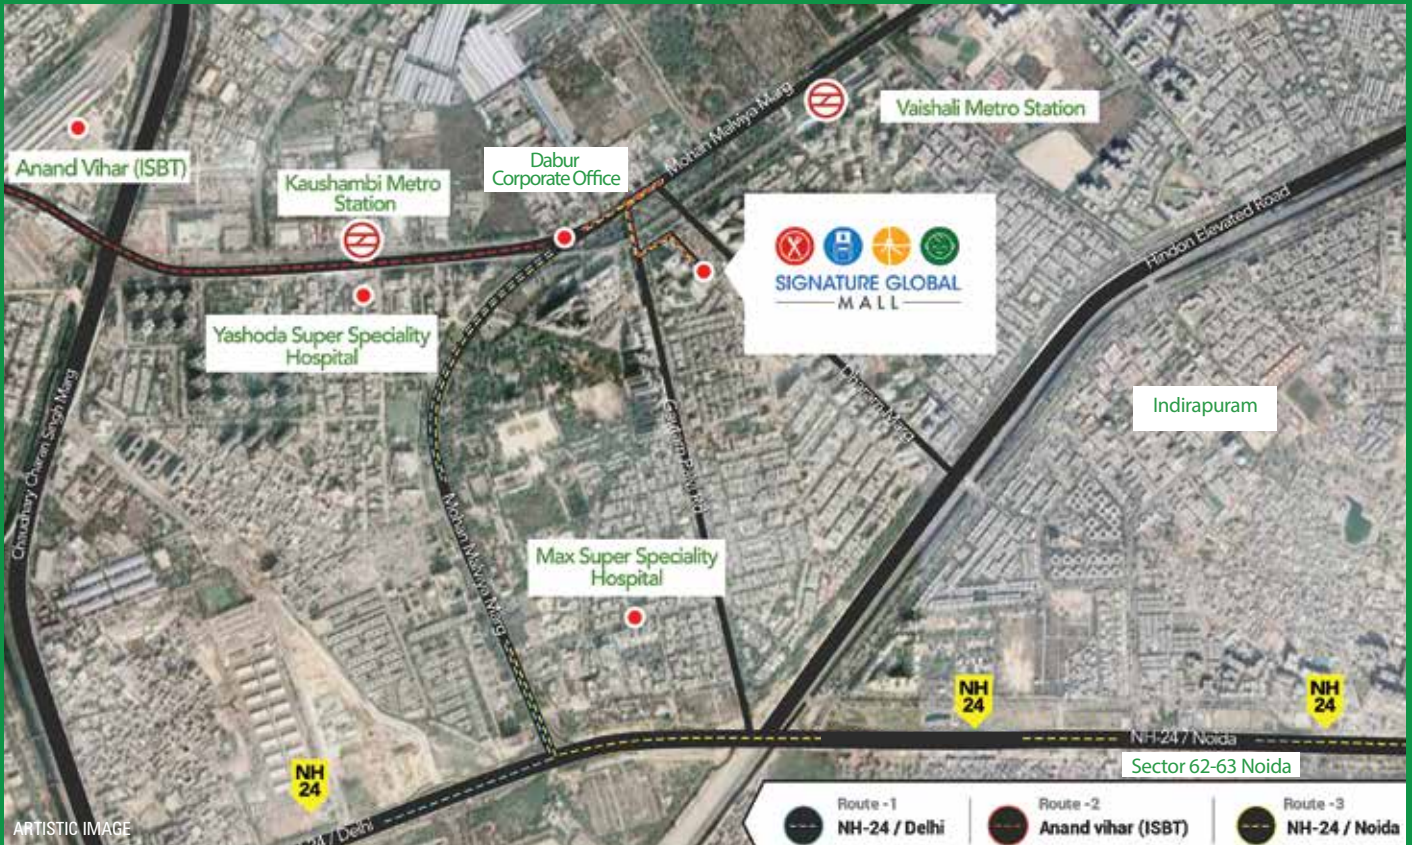 Mohan Malviya Marg
Vaishali Metro Station
Anand Vihar (ISBT)
Dabur
Corporate Office
Kaushambi Metro
Station
Hindon Elevated Road
SIGNATURE GLOBAL
MALL
Yashoda Super Speciality
Hospital
Chaudhary Charan Singh Marg
Dharam Marg
Indirapuram
Mohan Malviya Marg
Max Super Speciality
Hospital
NH
24
NH
24
NH-24 / Noida
Sector 62-63 Noida
NH
24
/ Delhi
ARTISTIC IMAGE
Route -1
NH-24 / Delhi
Route -2
Anand vihar (ISBT)
Route -3
NH-24 / Noida